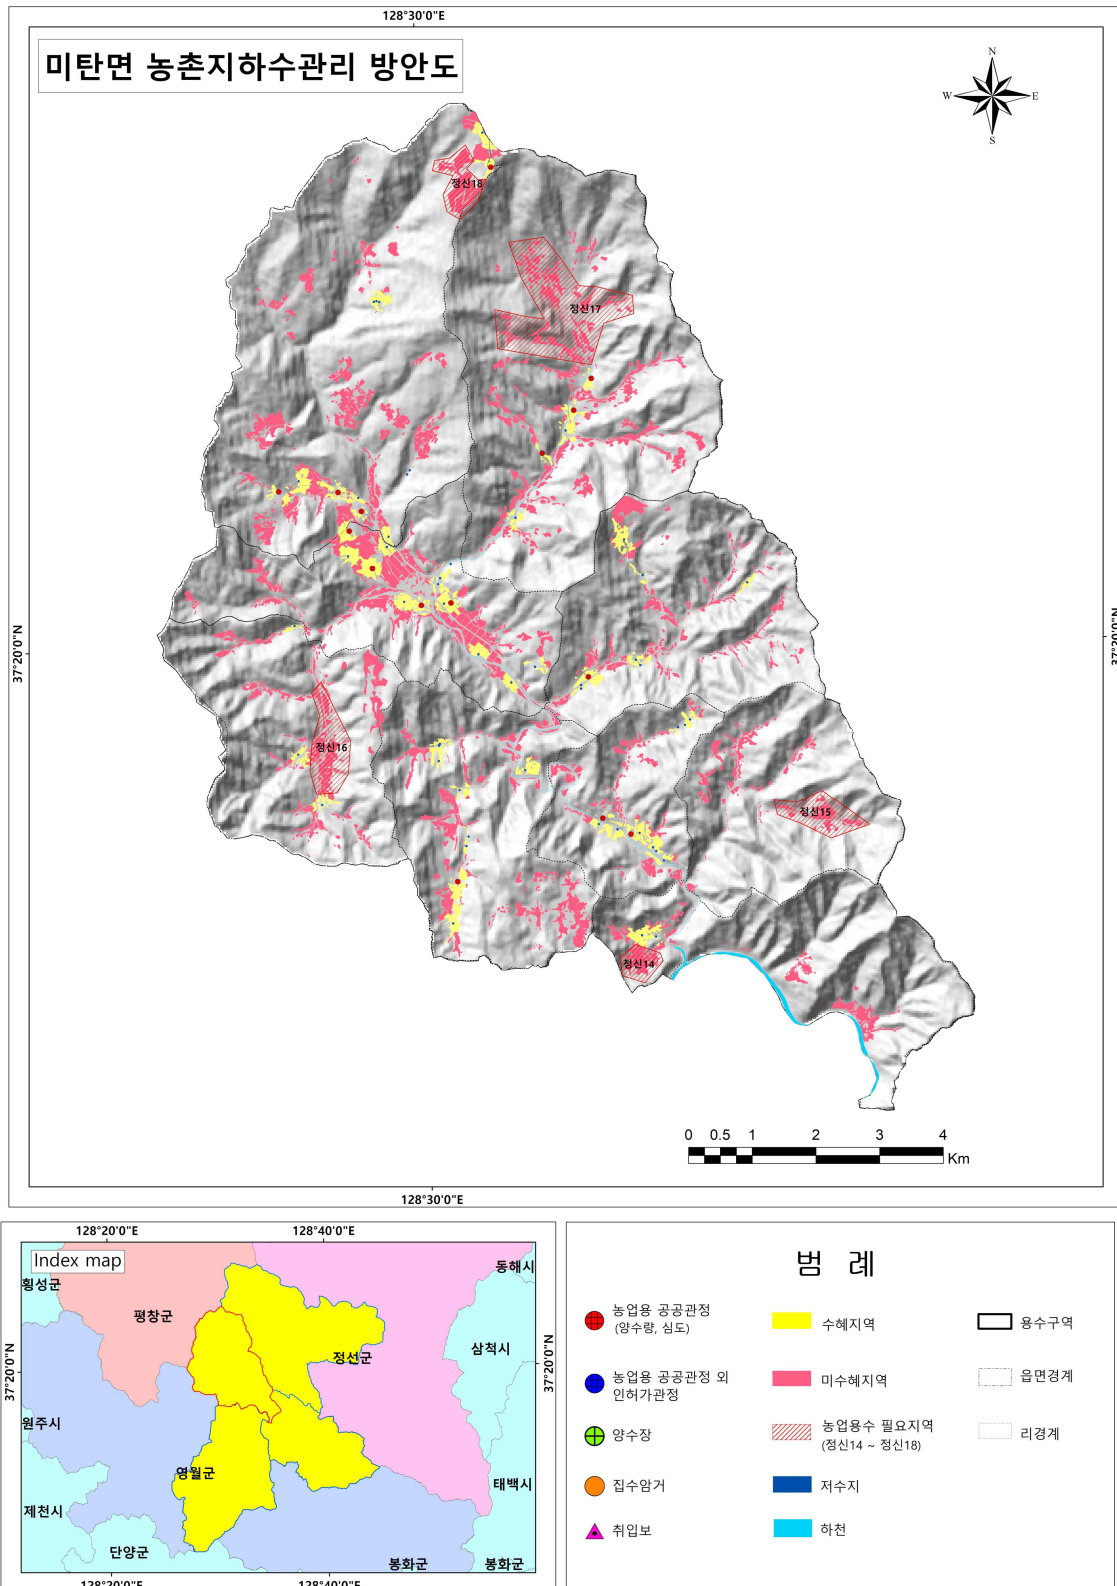 128°30'0"E
미탄면 농촌지하수관리 방안도
N
W
E
S
정신18
정신17
37°20'0"N
37°20'0"N
정신16
정신15
정신14
0 0.5 1 2 3 4
Km
128°30'0"E
128°20'0"E 128°40'0"E
Index map
횡성군
동해시
평창군
삼척시
정선군
37°20'0"N
37°20'0"N
원주시
영월군
태백시
제천시
단양군
봉화군
봉화군
128°20'0"E 128°40'0"E
범 례
농업용 공공관정
(양수량, 심도)
수혜지역
용수구역
농업용 공공관정 외
인허가관정
미수혜지역
읍면경계
양수장
농업용수 필요지역
(정신14 ~ 정신18)
리경계
집수암거
저수지
취입보
하천